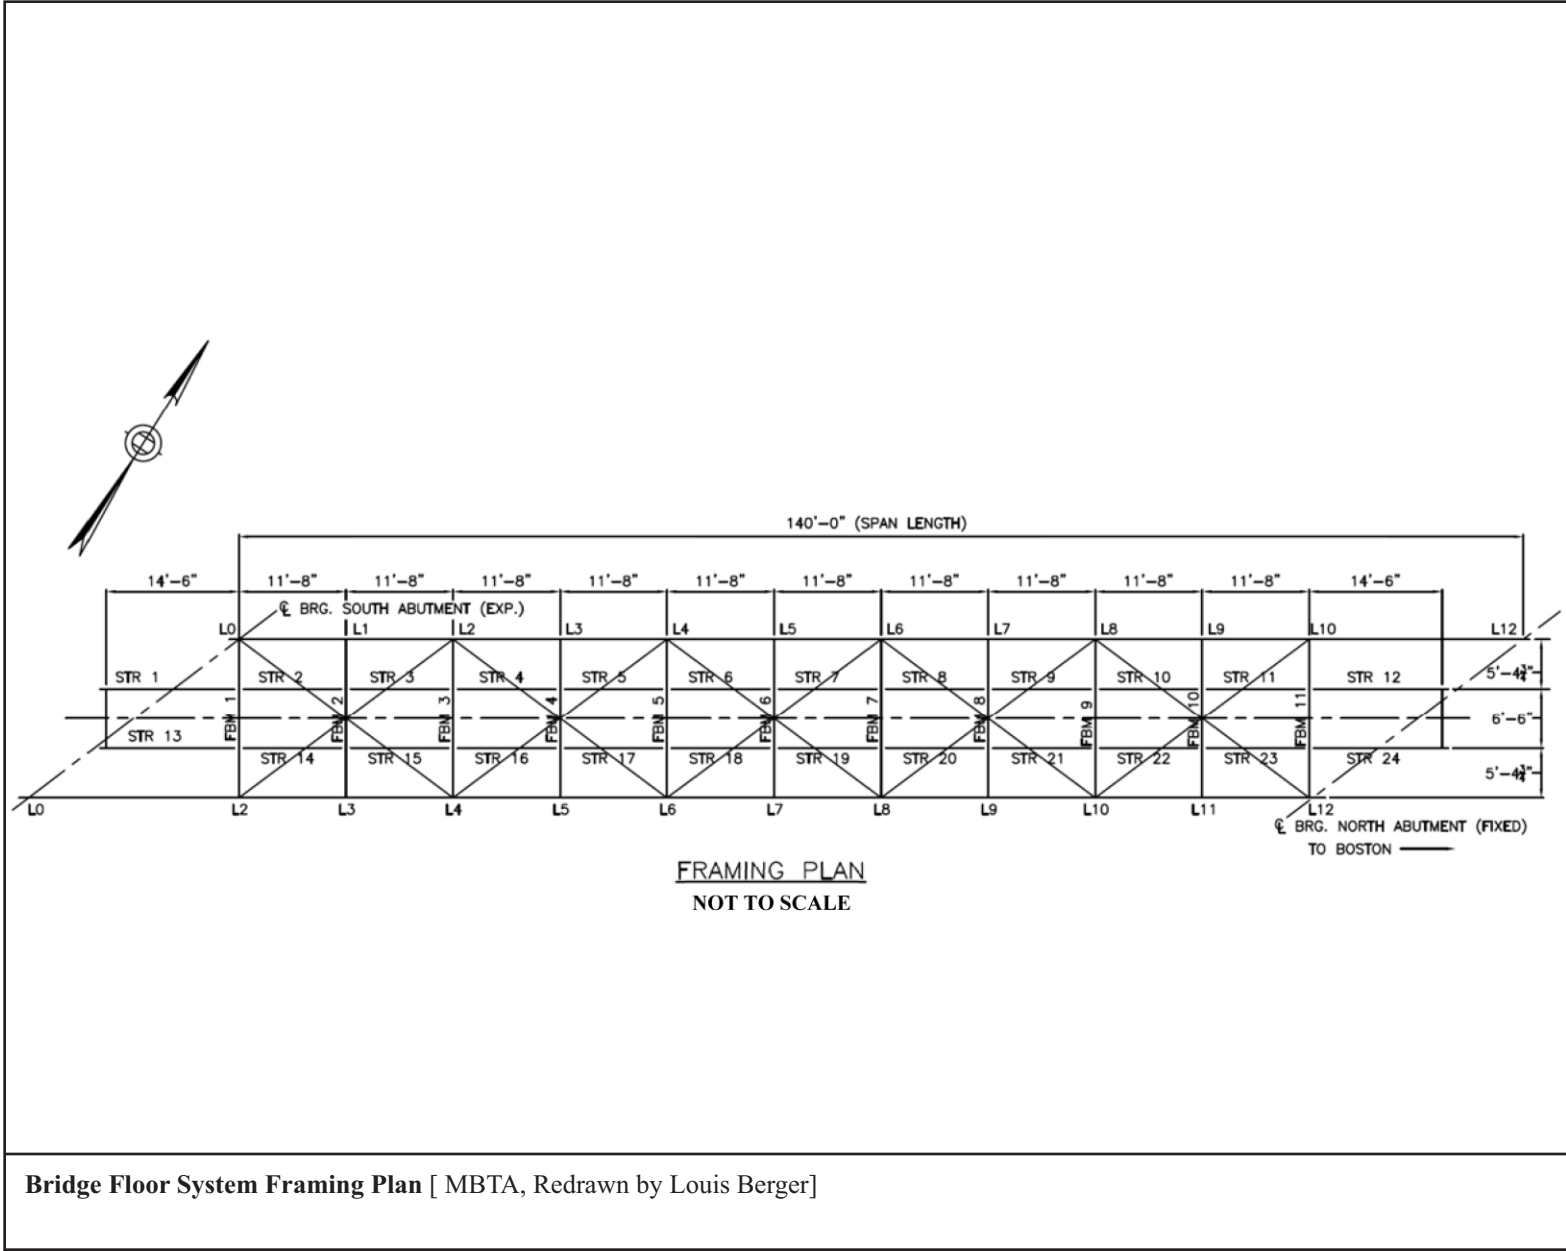 140'-0" (SPAN LENGTH)
14'-6" 11'-8" 11'-8" 11'-8" 11'-8" 11'-8" 11'-8" 11'-8" 11'-8" 11'-8" 11'-8" 14'-6"
℄ BRG. SOUTH ABUTMENT (EXP.)
L0 L1 L2 L3 L4 L5 L6 L7 L8 L9 L10 L12
STR 1 STR 2 STR 3 STR 4 STR 5 STR 6 STR 7 STR 8 STR 9 STR 10 STR 11 STR 12 5'-4¾"
FBM 1 FBM 2 FBM 3 FBM 4 FBM 5 FBM 6 FBM 7 FBM 8 FBM 9 FBM 10 FBM 11 6'-6"
STR 13 STR 14 STR 15 STR 16 STR 17 STR 18 STR 19 STR 20 STR 21 STR 22 STR 23 STR 24 5'-4¾"
L0 L2 L3 L4 L5 L6 L7 L8 L9 L10 L11 L12
℄ BRG. NORTH ABUTMENT (FIXED)
TO BOSTON
FRAMING PLAN
NOT TO SCALE
Bridge Floor System Framing Plan [ MBTA, Redrawn by Louis Berger]